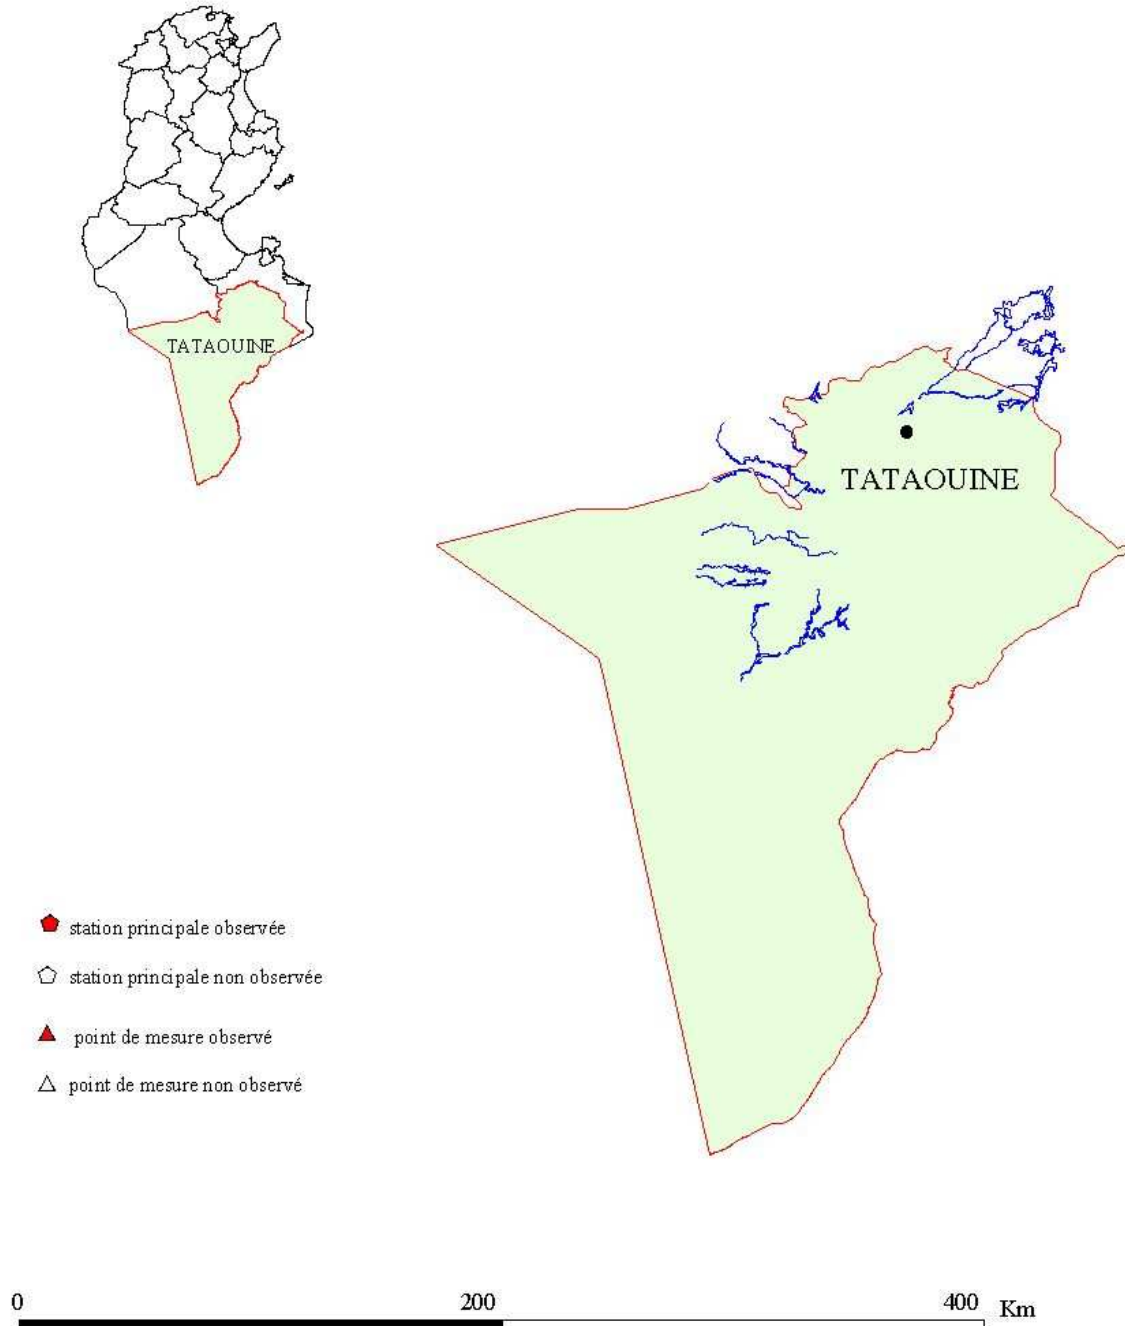 TATAOUINE
TATAOUINE
station principale observée
station principale non observée
point de mesure observé
point de mesure non observé
0 200 400 Km